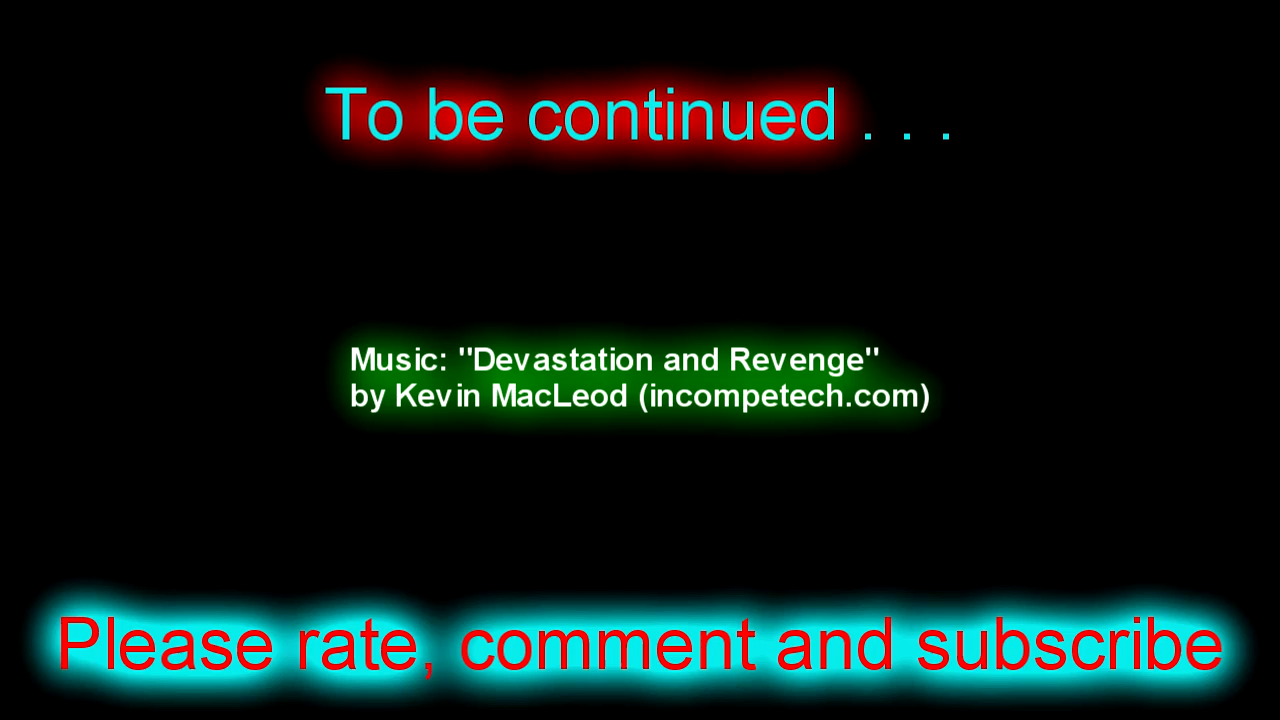 To be continued . . .
Music: "Devastation and Revenge"
by Kevin MacLeod (incompetech.com)
Please rate, comment and subscribe